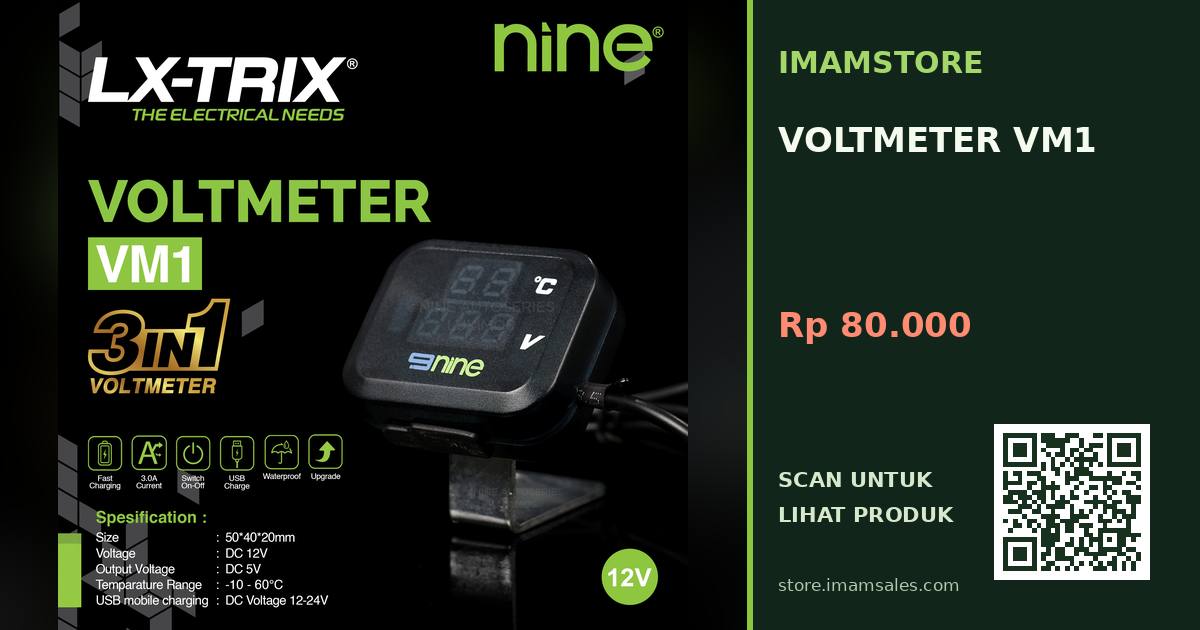 LX-TRIX®
THE ELECTRICAL NEEDS
nine®
VOLTMETER
VM1
3IN1
VOLTMETER
°C
V
9nine
Fast Charging
3.0A Current
Switch On-Off
USB Charge
Waterproof
Upgrade
Spesification :
Size : 50*40*20mm
Voltage : DC 12V
Output Voltage : DC 5V
Temparature Range : -10 - 60°C
USB mobile charging : DC Voltage 12-24V
12V
IMAMSTORE
VOLTMETER VM1
Rp 80.000
SCAN UNTUK
LIHAT PRODUK
store.imamsales.com